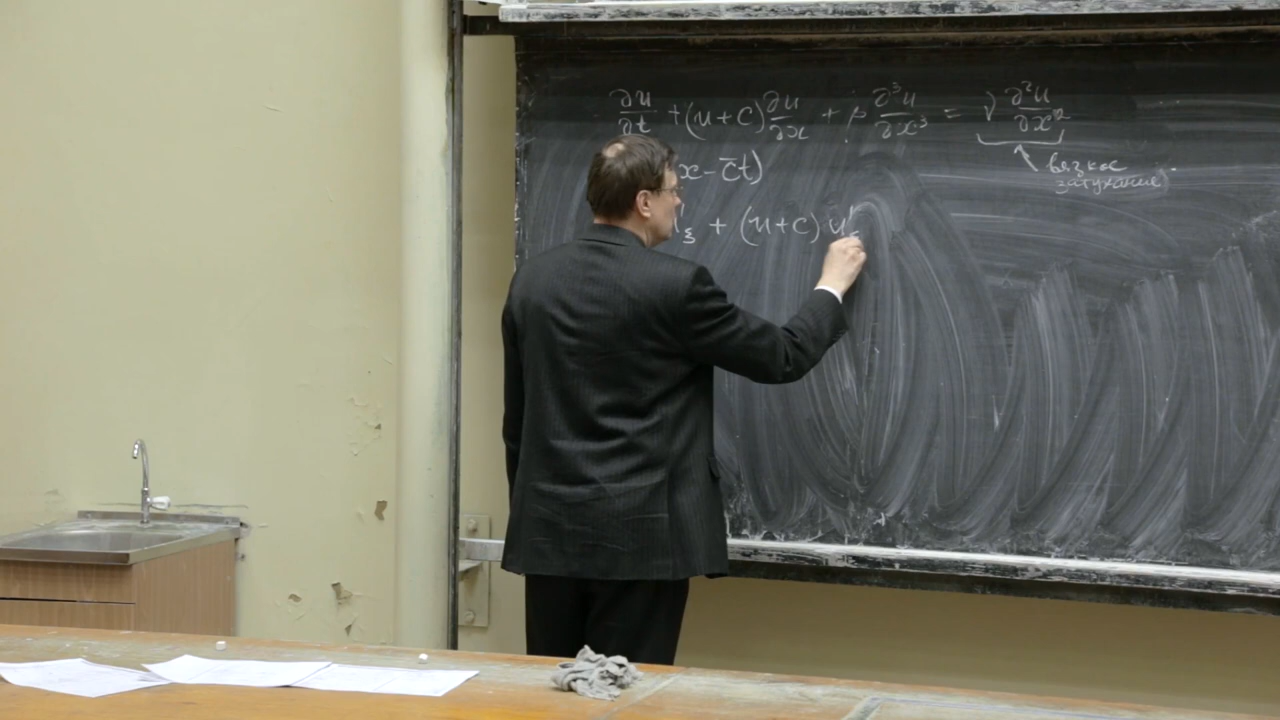 ∂u/∂t + (u+c) ∂u/∂x + β ∂³u/∂x³ = ν ∂²u/∂x²
вязкое
затухание
x - c̄t)
'ξ + (u+c) u'